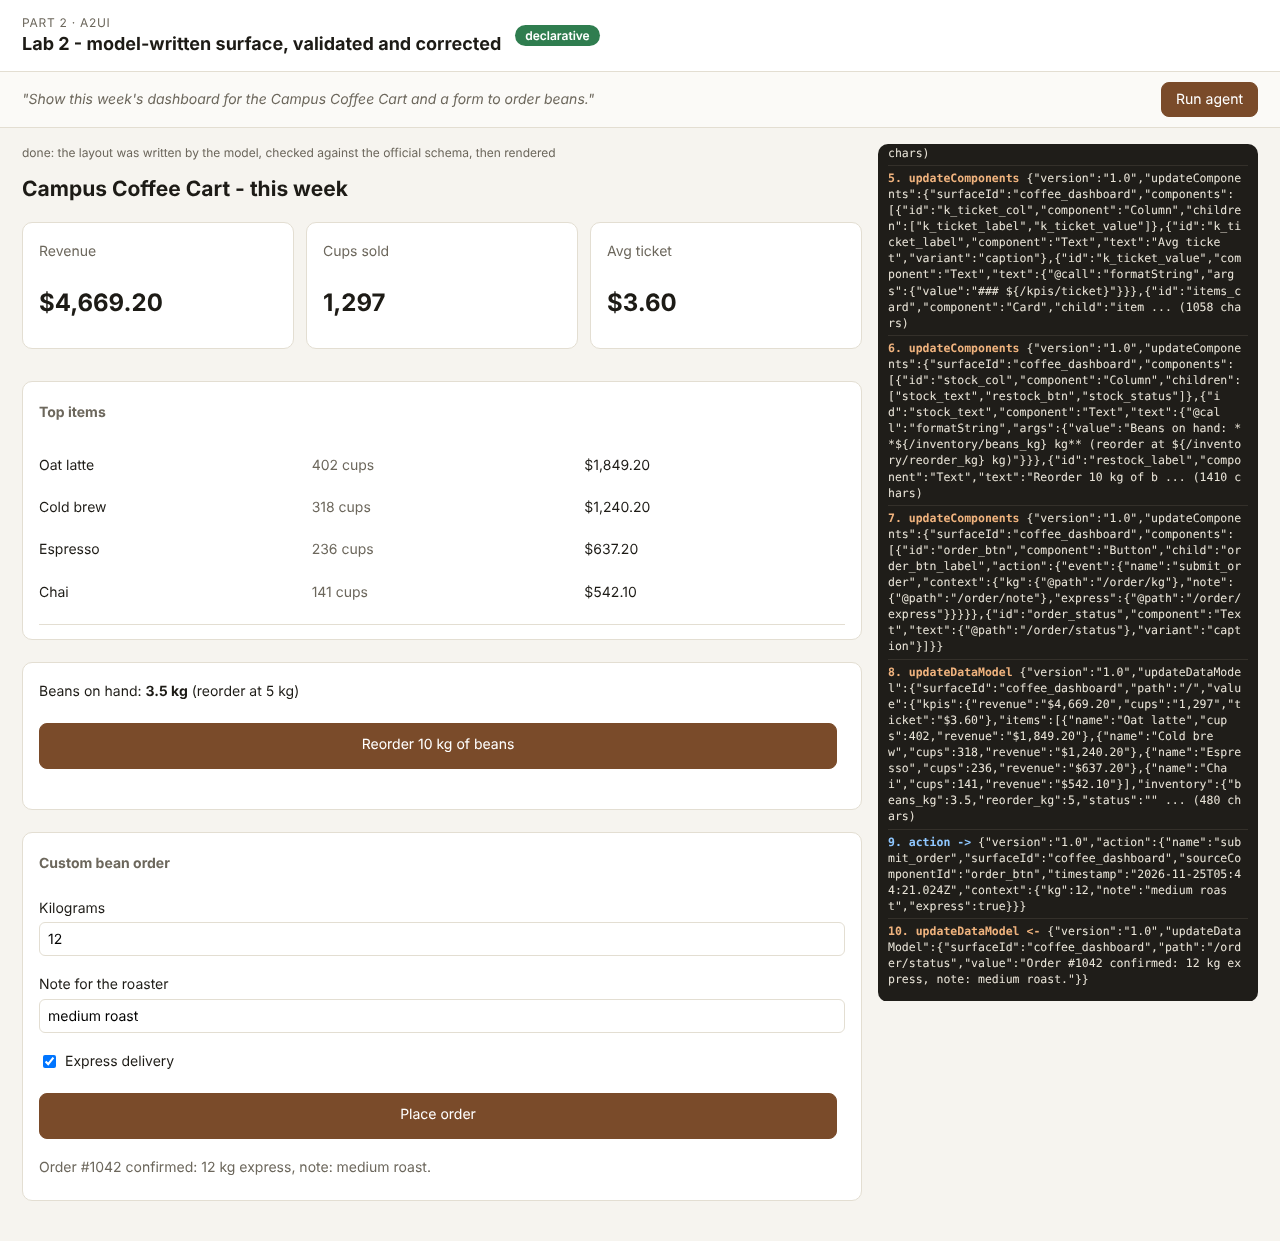 PART 2 · A2UI
Lab 2 - model-written surface, validated and corrected
declarative
"Show this week's dashboard for the Campus Coffee Cart and a form to order beans."
Run agent
done: the layout was written by the model, checked against the official schema, then rendered
Campus Coffee Cart - this week
Revenue
$4,669.20
Cups sold
1,297
Avg ticket
$3.60
Top items
Oat latte 402 cups $1,849.20
Cold brew 318 cups $1,240.20
Espresso 236 cups $637.20
Chai 141 cups $542.10
Beans on hand: 3.5 kg (reorder at 5 kg)
Reorder 10 kg of beans
Custom bean order
Kilograms
12
Note for the roaster
medium roast
Express delivery
Place order
Order #1042 confirmed: 12 kg express, note: medium roast.
chars)
5. updateComponents {"version":"1.0","updateCompone
nts":{"surfaceId":"coffee_dashboard","components":
[{"id":"k_ticket_col","component":"Column","childre
n":["k_ticket_label","k_ticket_value"]},{"id":"k_ti
cket_label","component":"Text","text":"Avg ticke
t","variant":"caption"},{"id":"k_ticket_value","com
ponent":"Text","text":{"@call":"formatString","arg
s":{"value":"### ${/kpis/ticket}"}}},{"id":"items_c
ard","component":"Card","child":"item ... (1058 cha
rs)
6. updateComponents {"version":"1.0","updateCompone
nts":{"surfaceId":"coffee_dashboard","components":
[{"id":"stock_col","component":"Column","children":
["stock_text","restock_btn","stock_status"]},{"i
d":"stock_text","component":"Text","text":{"@cal
l":"formatString","args":{"value":"Beans on hand: *
*${/inventory/beans_kg} kg** (reorder at ${/invento
ry/reorder_kg} kg)"}}},{"id":"restock_label","compo
nent":"Text","text":"Reorder 10 kg of b ... (1410 c
hars)
7. updateComponents {"version":"1.0","updateCompone
nts":{"surfaceId":"coffee_dashboard","components":
[{"id":"order_btn","component":"Button","child":"or
der_btn_label","action":{"event":{"name":"submit_or
der","context":{"kg":{"@path":"/order/kg"},"note":
{"@path":"/order/note"},"express":{"@path":"/order/
express"}}}}},{"id":"order_status","component":"Tex
t","text":{"@path":"/order/status"},"variant":"capt
ion"}]}}
8. updateDataModel {"version":"1.0","updateDataMode
l":{"surfaceId":"coffee_dashboard","path":"/","valu
e":{"kpis":{"revenue":"$4,669.20","cups":"1,297","t
icket":"$3.60"},"items":[{"name":"Oat latte","cup
s":402,"revenue":"$1,849.20"},{"name":"Cold bre
w","cups":318,"revenue":"$1,240.20"},{"name":"Espre
sso","cups":236,"revenue":"$637.20"},{"name":"Cha
i","cups":141,"revenue":"$542.10"}],"inventory":{"b
eans_kg":3.5,"reorder_kg":5,"status":"" ... (480 ch
ars)
9. action -> {"version":"1.0","action":{"name":"sub
mit_order","surfaceId":"coffee_dashboard","sourceCo
mponentId":"order_btn","timestamp":"2026-11-25T05:4
4:21.024Z","context":{"kg":12,"note":"medium roas
t","express":true}}}
10. updateDataModel <- {"version":"1.0","updateData
Model":{"surfaceId":"coffee_dashboard","path":"/ord
er/status","value":"Order #1042 confirmed: 12 kg ex
press, note: medium roast."}}